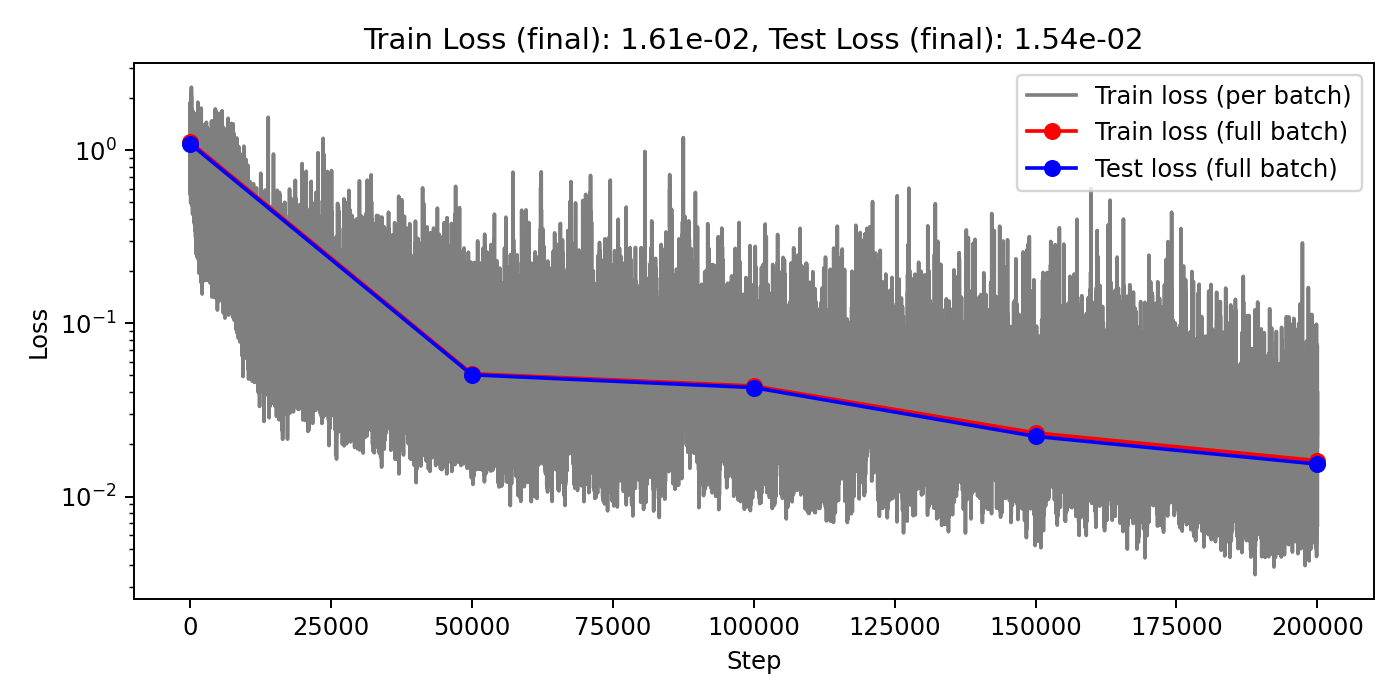 Train Loss (final): 1.61e-02, Test Loss (final): 1.54e-02
Train loss (per batch)
Train loss (full batch)
Test loss (full batch)
Loss
10⁰
10⁻¹
10⁻²
0 25000 50000 75000 100000 125000 150000 175000 200000
Step